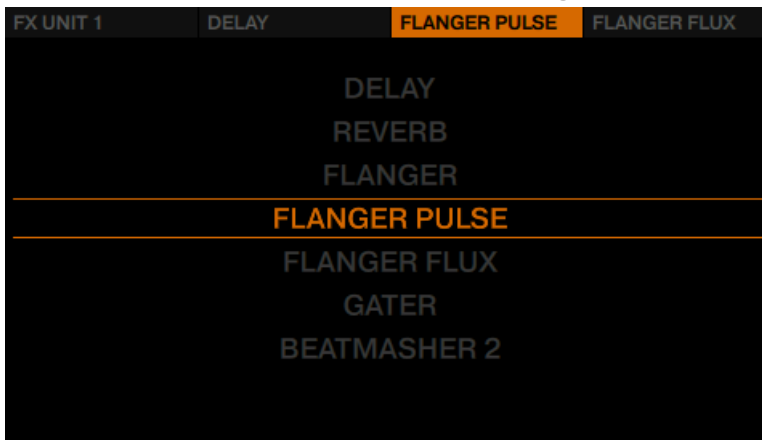 FX UNIT 1 DELAY FLANGER PULSE FLANGER FLUX
DELAY
REVERB
FLANGER
FLANGER PULSE
FLANGER FLUX
GATER
BEATMASHER 2